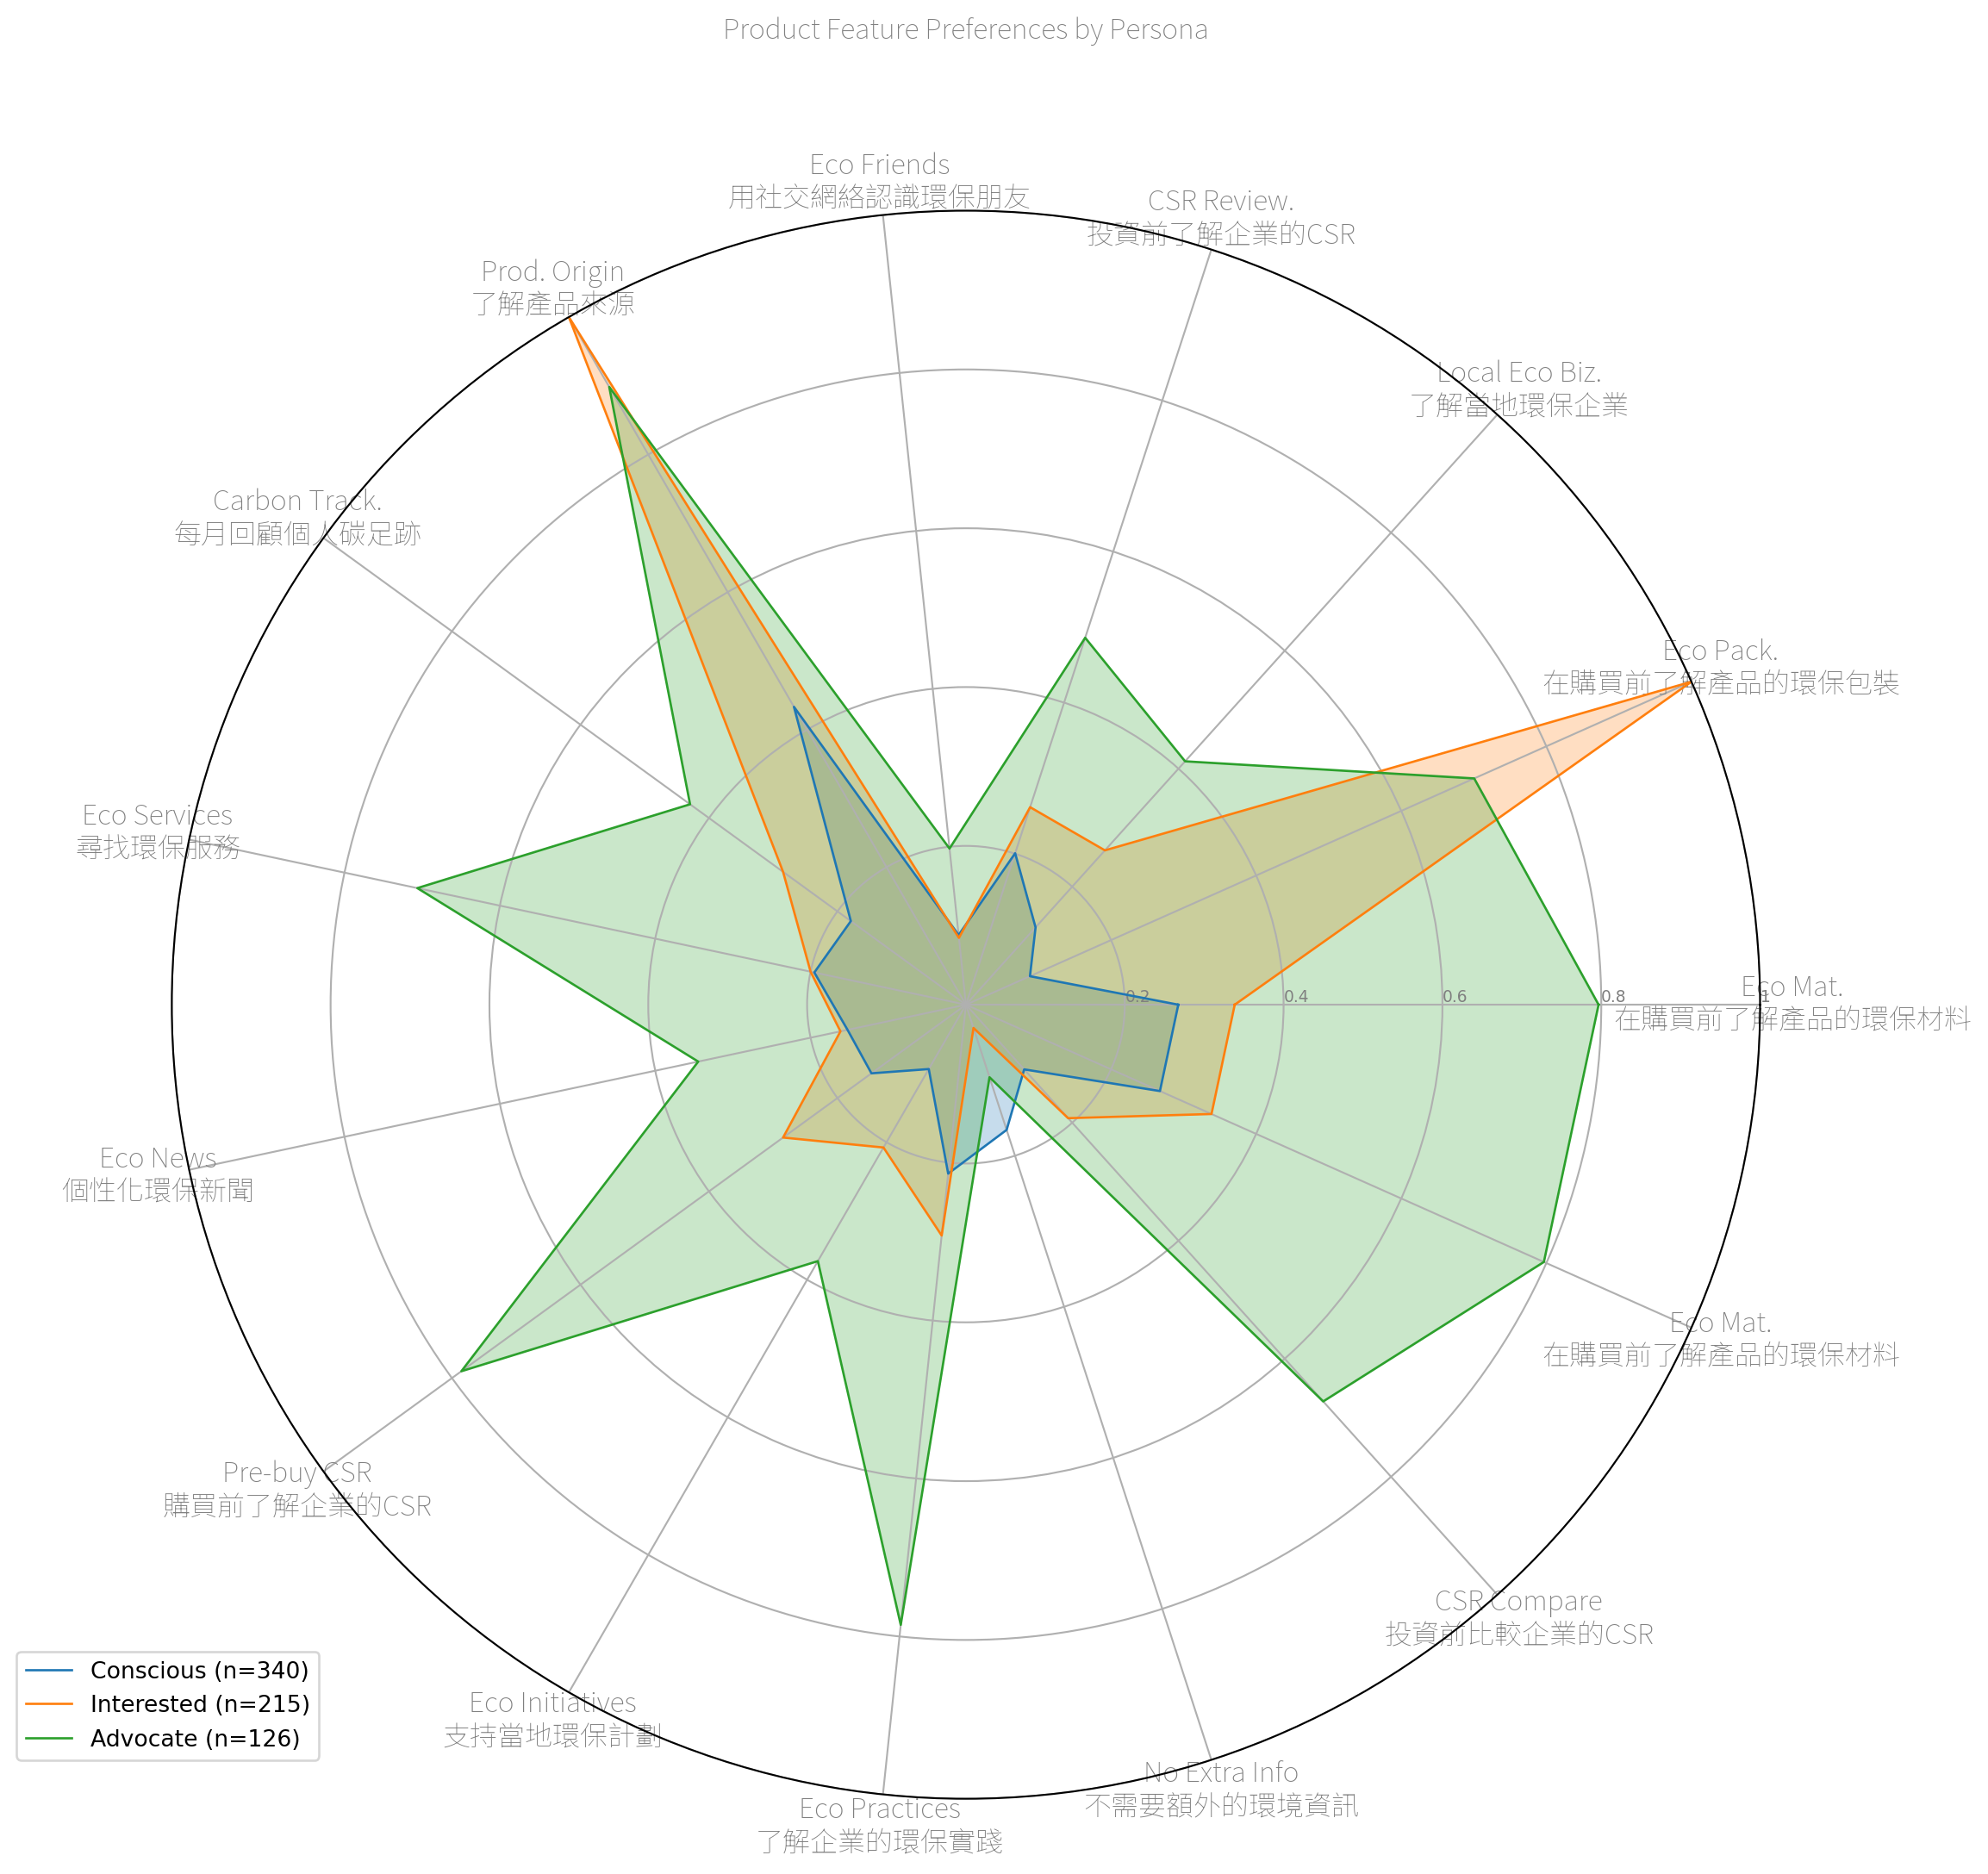 Product Feature Preferences by Persona
Eco Friends
用社交網絡認識環保朋友
CSR Review.
投資前了解企業的CSR
Prod. Origin
了解產品來源
Local Eco Biz.
了解當地環保企業
Carbon Track.
每月回顧個人碳足跡
Eco Pack.
在購買前了解產品的環保包裝
Eco Services
尋找環保服務
Eco Mat.
在購買前了解產品的環保材料
0.2
0.4
0.6
0.8
1
Eco News
個性化環保新聞
Eco Mat.
在購買前了解產品的環保材料
Pre-buy CSR
購買前了解企業的CSR
CSR Compare
投資前比較企業的CSR
Eco Initiatives
支持當地環保計劃
No Extra Info
不需要額外的環境資訊
Eco Practices
了解企業的環保實踐
Conscious (n=340)
Interested (n=215)
Advocate (n=126)